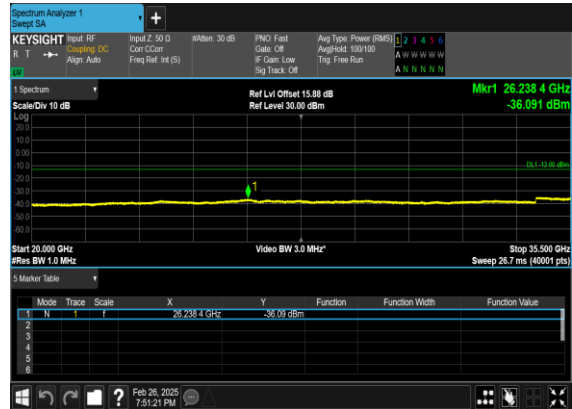 Spectrum Analyzer 1
Swept SA
+
KEYSIGHT Input: RF Input Z: 50 Ω #Atten: 30 dB PNO: Fast Avg Type: Power (RMS) 1 2 3 4 5 6
R T Coupling: DC Corr CCorr Gate: Off Avg|Hold: 100/100 A W W W W W
Align: Auto Freq Ref: Int (S) IF Gain: Low Trig: Free Run
Sig Track: Off A N N N N N
1 Spectrum Ref Lvl Offset 15.88 dB Mkr1 26.238 4 GHz
Scale/Div 10 dB Ref Level 30.00 dBm -36.091 dBm
Log
20.0
10.0
0.00
-10.0
DL1 -13.00 dBm
-20.0
-30.0
1
-40.0
-50.0
-60.0
Start 20.000 GHz Video BW 3.0 MHz* Stop 35.500 GHz
#Res BW 1.0 MHz Sweep 26.7 ms (40001 pts)
5 Marker Table
Mode Trace Scale X Y Function Function Width Function Value
1 N 1 f 26.238 4 GHz -36.09 dBm
2
3
4
5
6
? Feb 26, 2025
7:51:21 PM